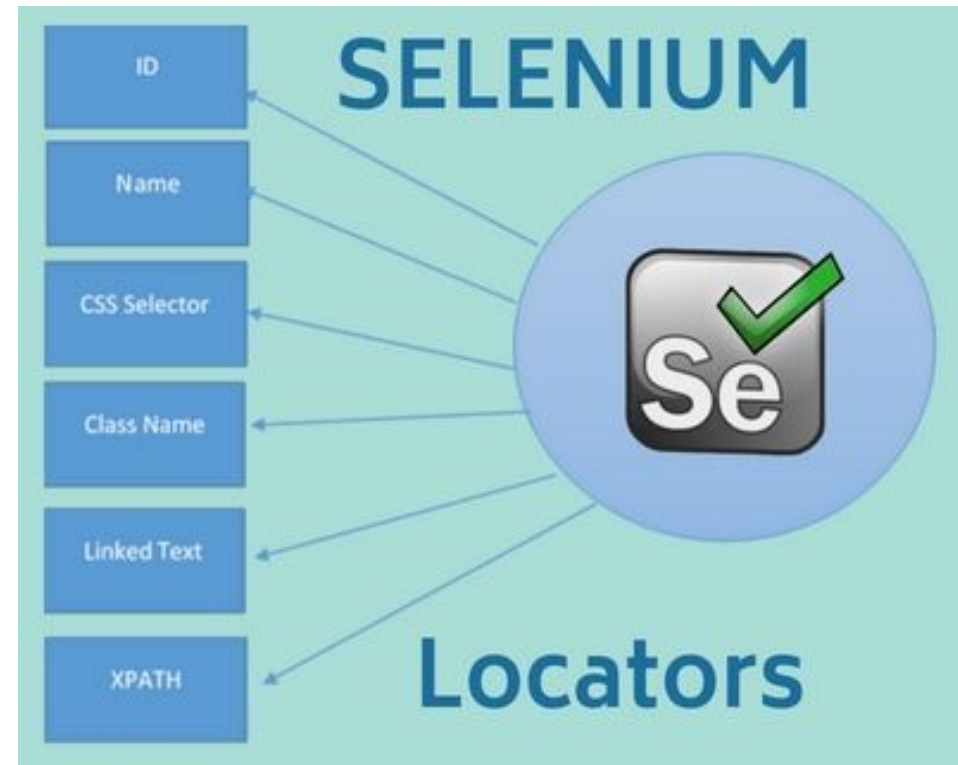 SELENIUM
ID
Name
CSS Selector
Class Name
Linked Text
XPATH
Se
Locators